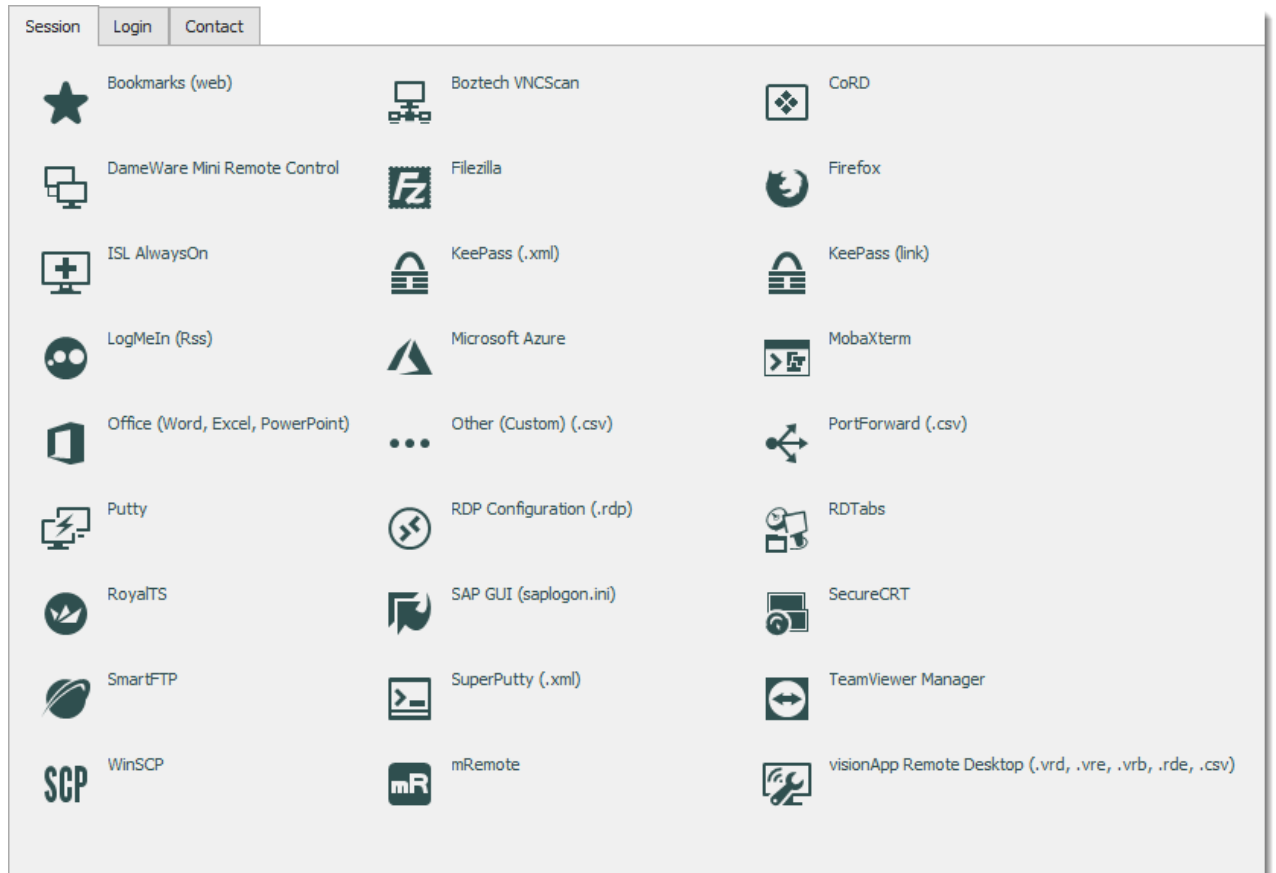 Session Login Contact
Bookmarks (web) Boztech VNCScan CoRD
DameWare Mini Remote Control Filezilla Firefox
Fz
ISL AlwaysOn KeePass (.xml) KeePass (link)
LogMeIn (Rss) Microsoft Azure MobaXterm
Office (Word, Excel, PowerPoint) Other (Custom) (.csv) PortForward (.csv)
Putty RDP Configuration (.rdp) RDTabs
RoyalTS SAP GUI (saplogon.ini) SecureCRT
SmartFTP SuperPutty (.xml) TeamViewer Manager
WinSCP mRemote visionApp Remote Desktop (.vrd, .vre, .vrb, .rde, .csv)
SCP mR